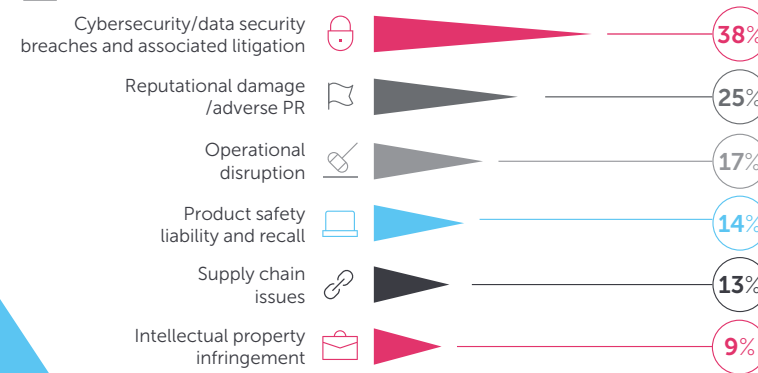 Cybersecurity/data security
breaches and associated litigation
38%
Reputational damage
/adverse PR
25%
Operational
disruption
17%
Product safety
liability and recall
14%
Supply chain
issues
13%
Intellectual property
infringement
9%